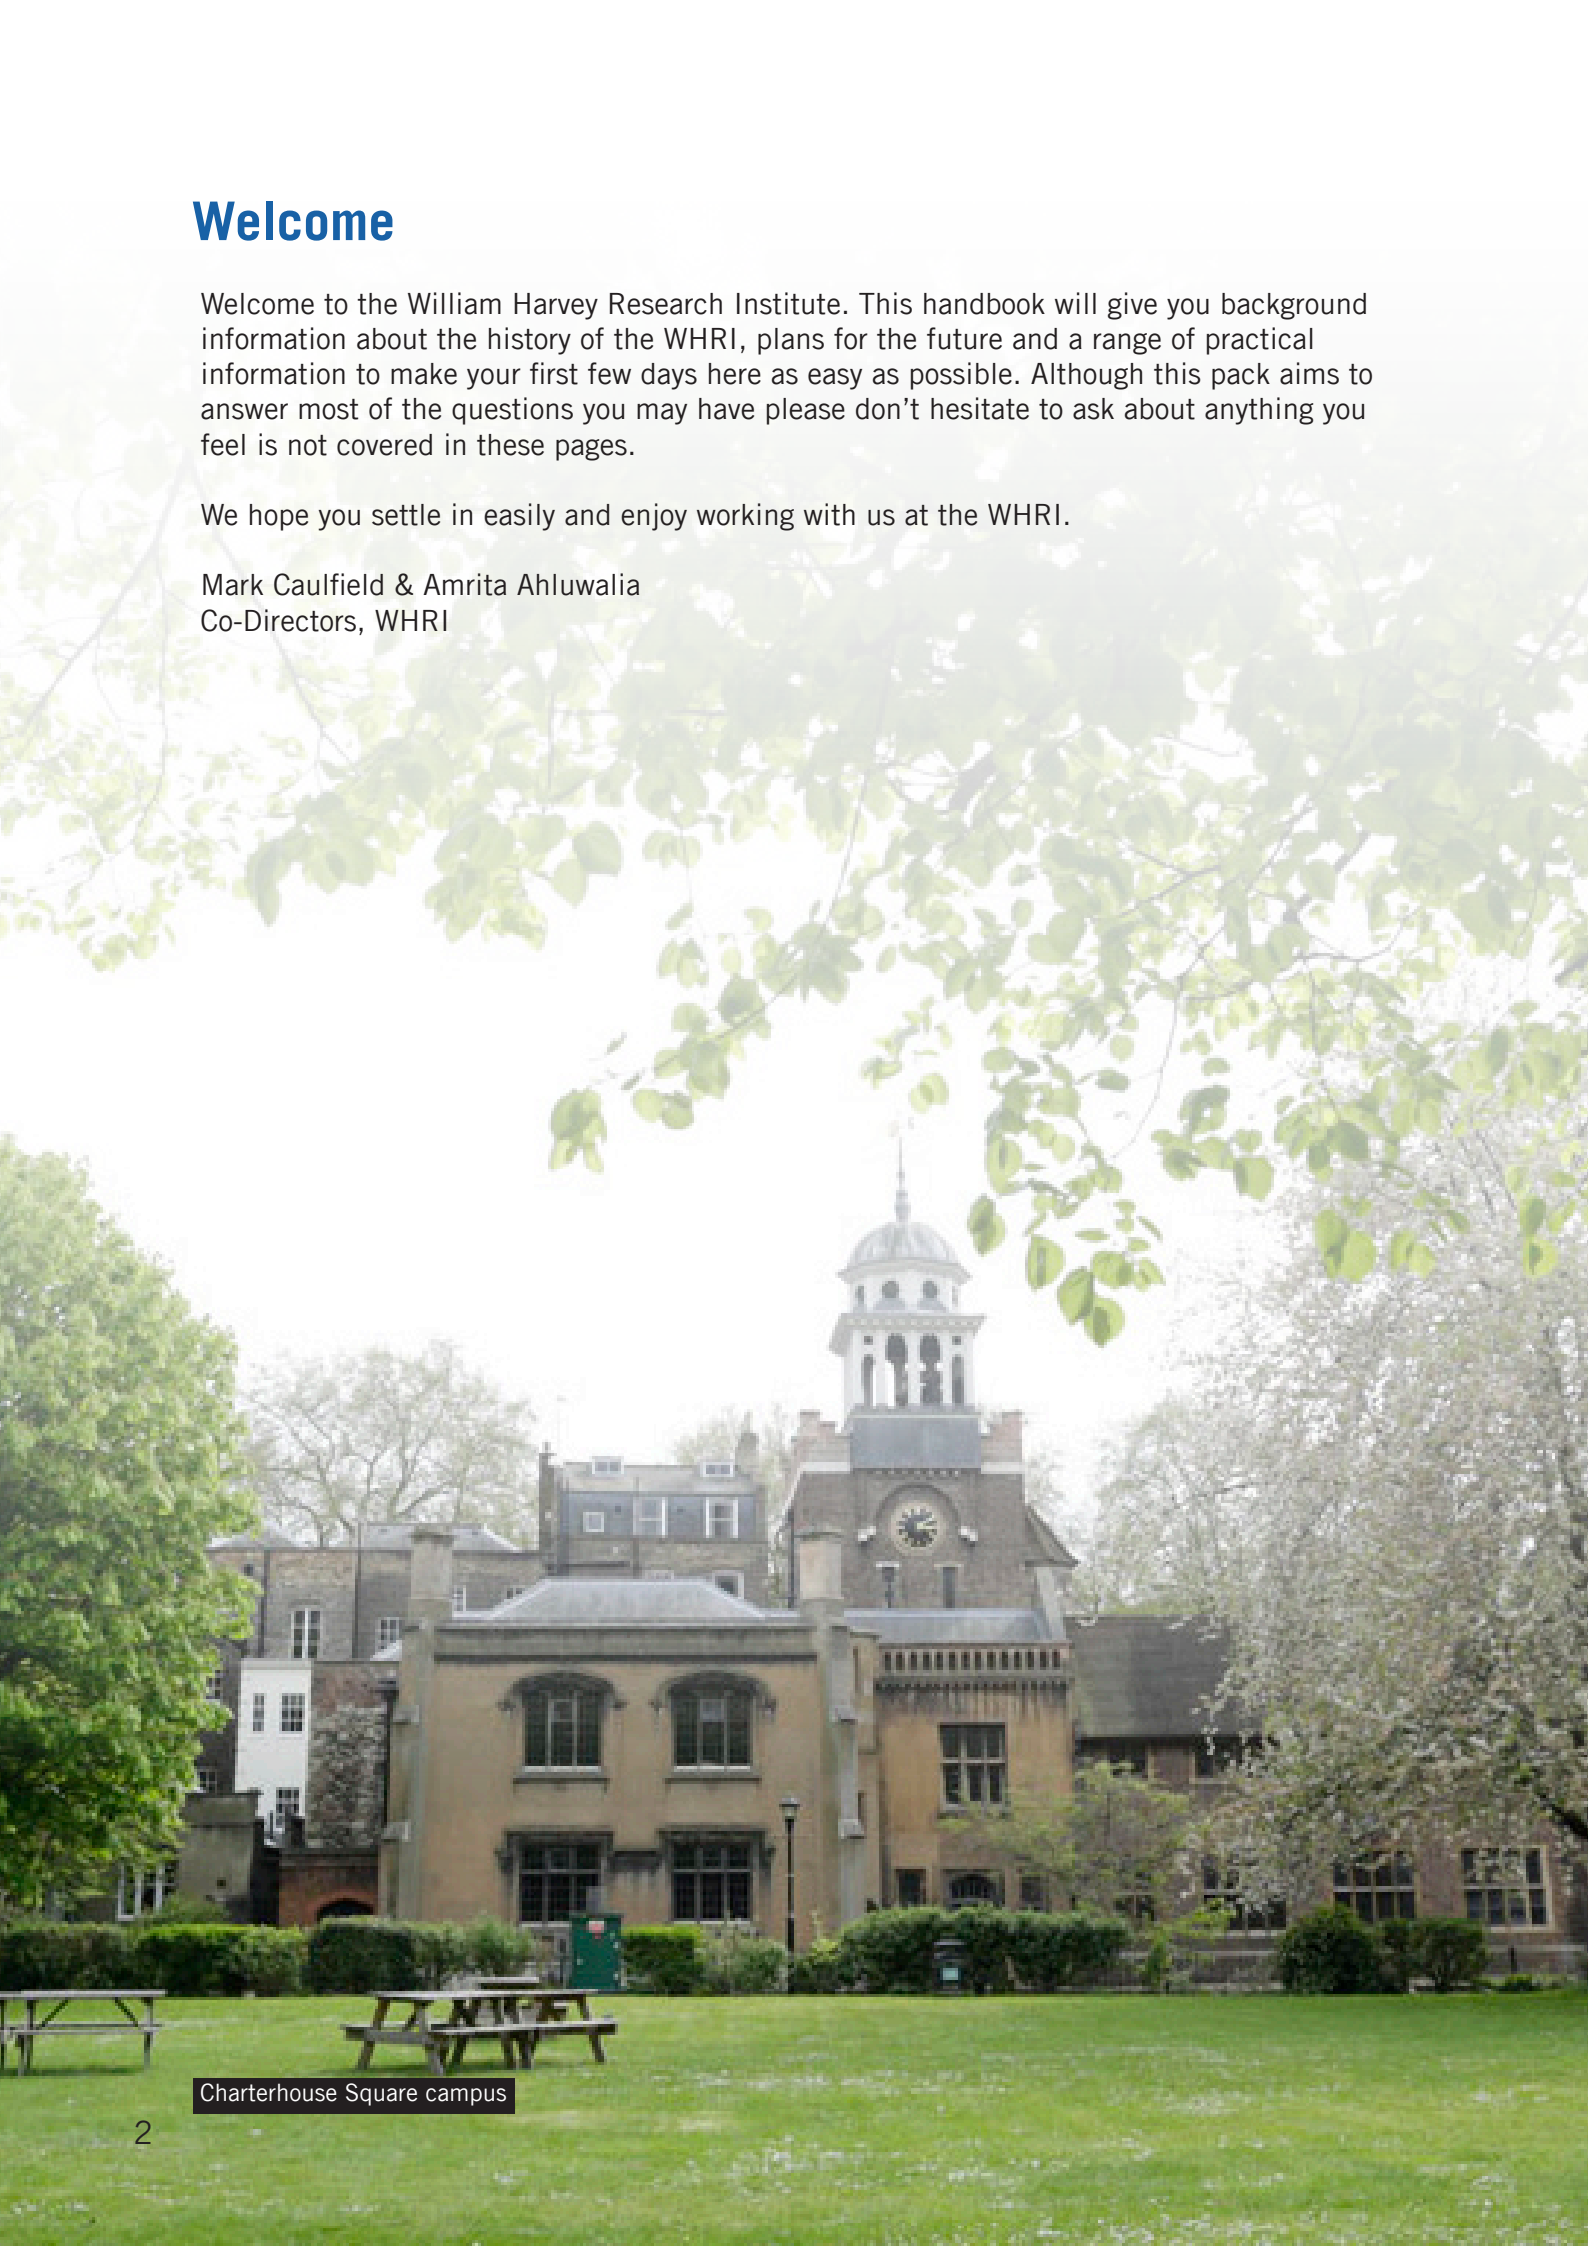 Welcome
Welcome to the William Harvey Research Institute. This handbook will give you background
information about the history of the WHRI, plans for the future and a range of practical
information to make your first few days here as easy as possible. Although this pack aims to
answer most of the questions you may have please don’t hesitate to ask about anything you
feel is not covered in these pages.
We hope you settle in easily and enjoy working with us at the WHRI.
Mark Caulfield & Amrita Ahluwalia
Co-Directors, WHRI
Charterhouse Square campus
2